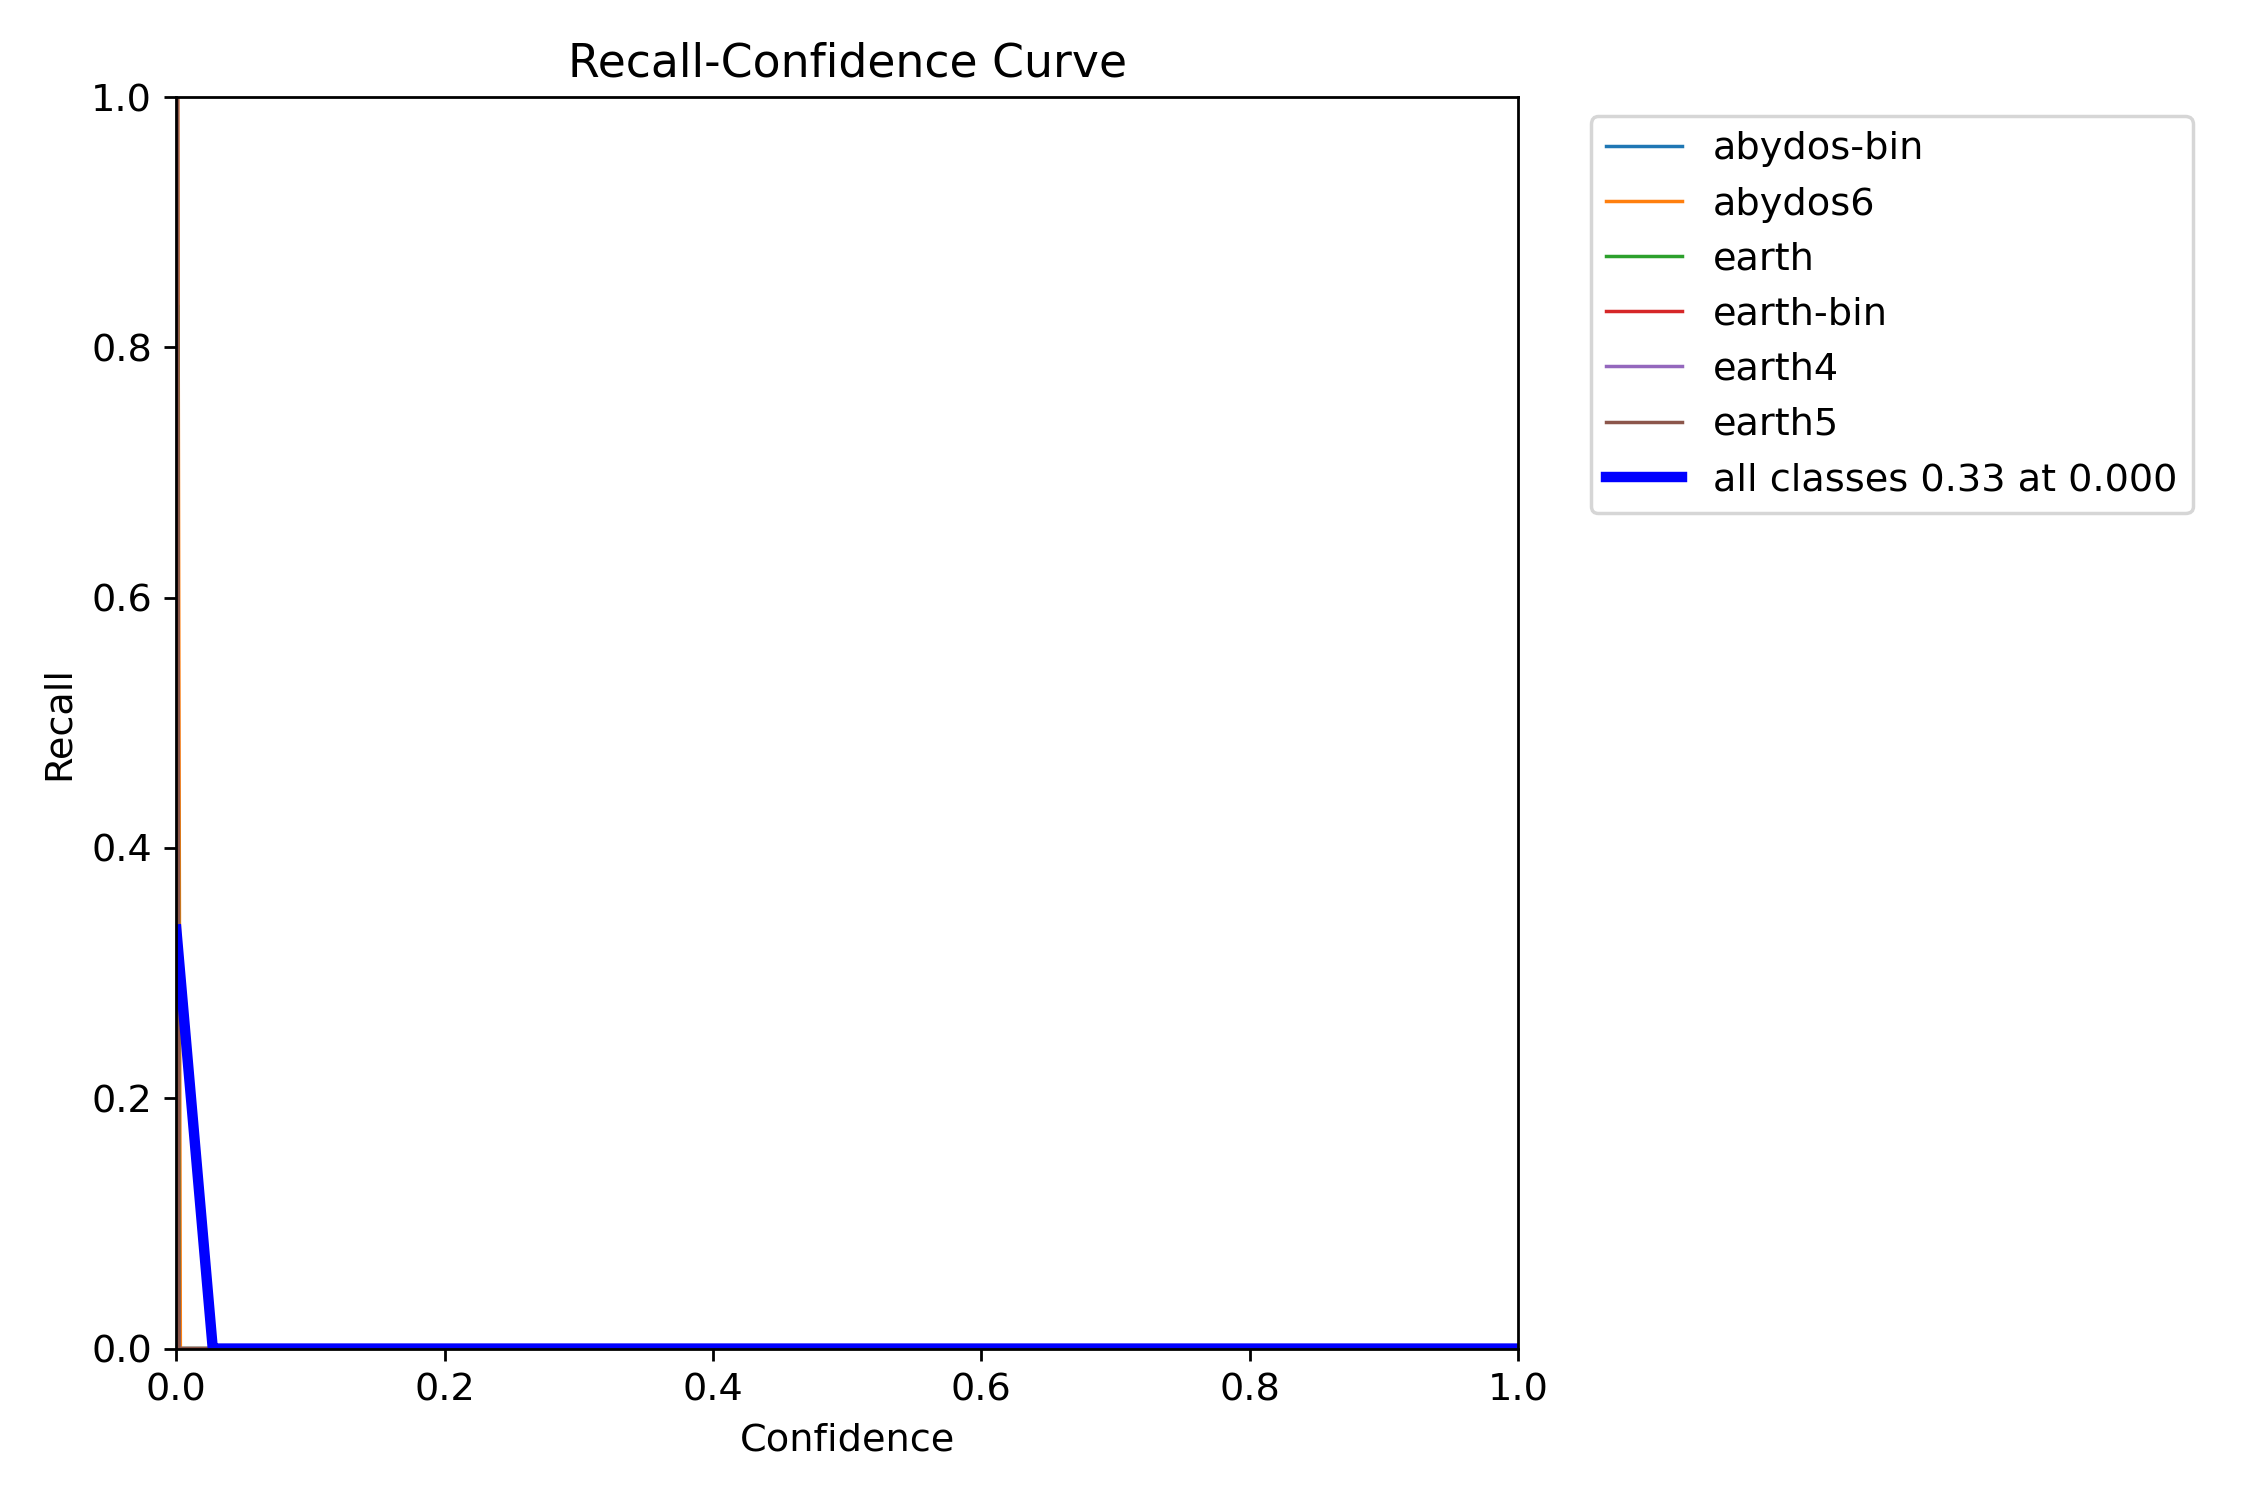 Recall-Confidence Curve
1.0
0.8
0.6
0.4
0.2
0.0
Recall
0.0 0.2 0.4 0.6 0.8 1.0
Confidence
abydos-bin
abydos6
earth
earth-bin
earth4
earth5
all classes 0.33 at 0.000